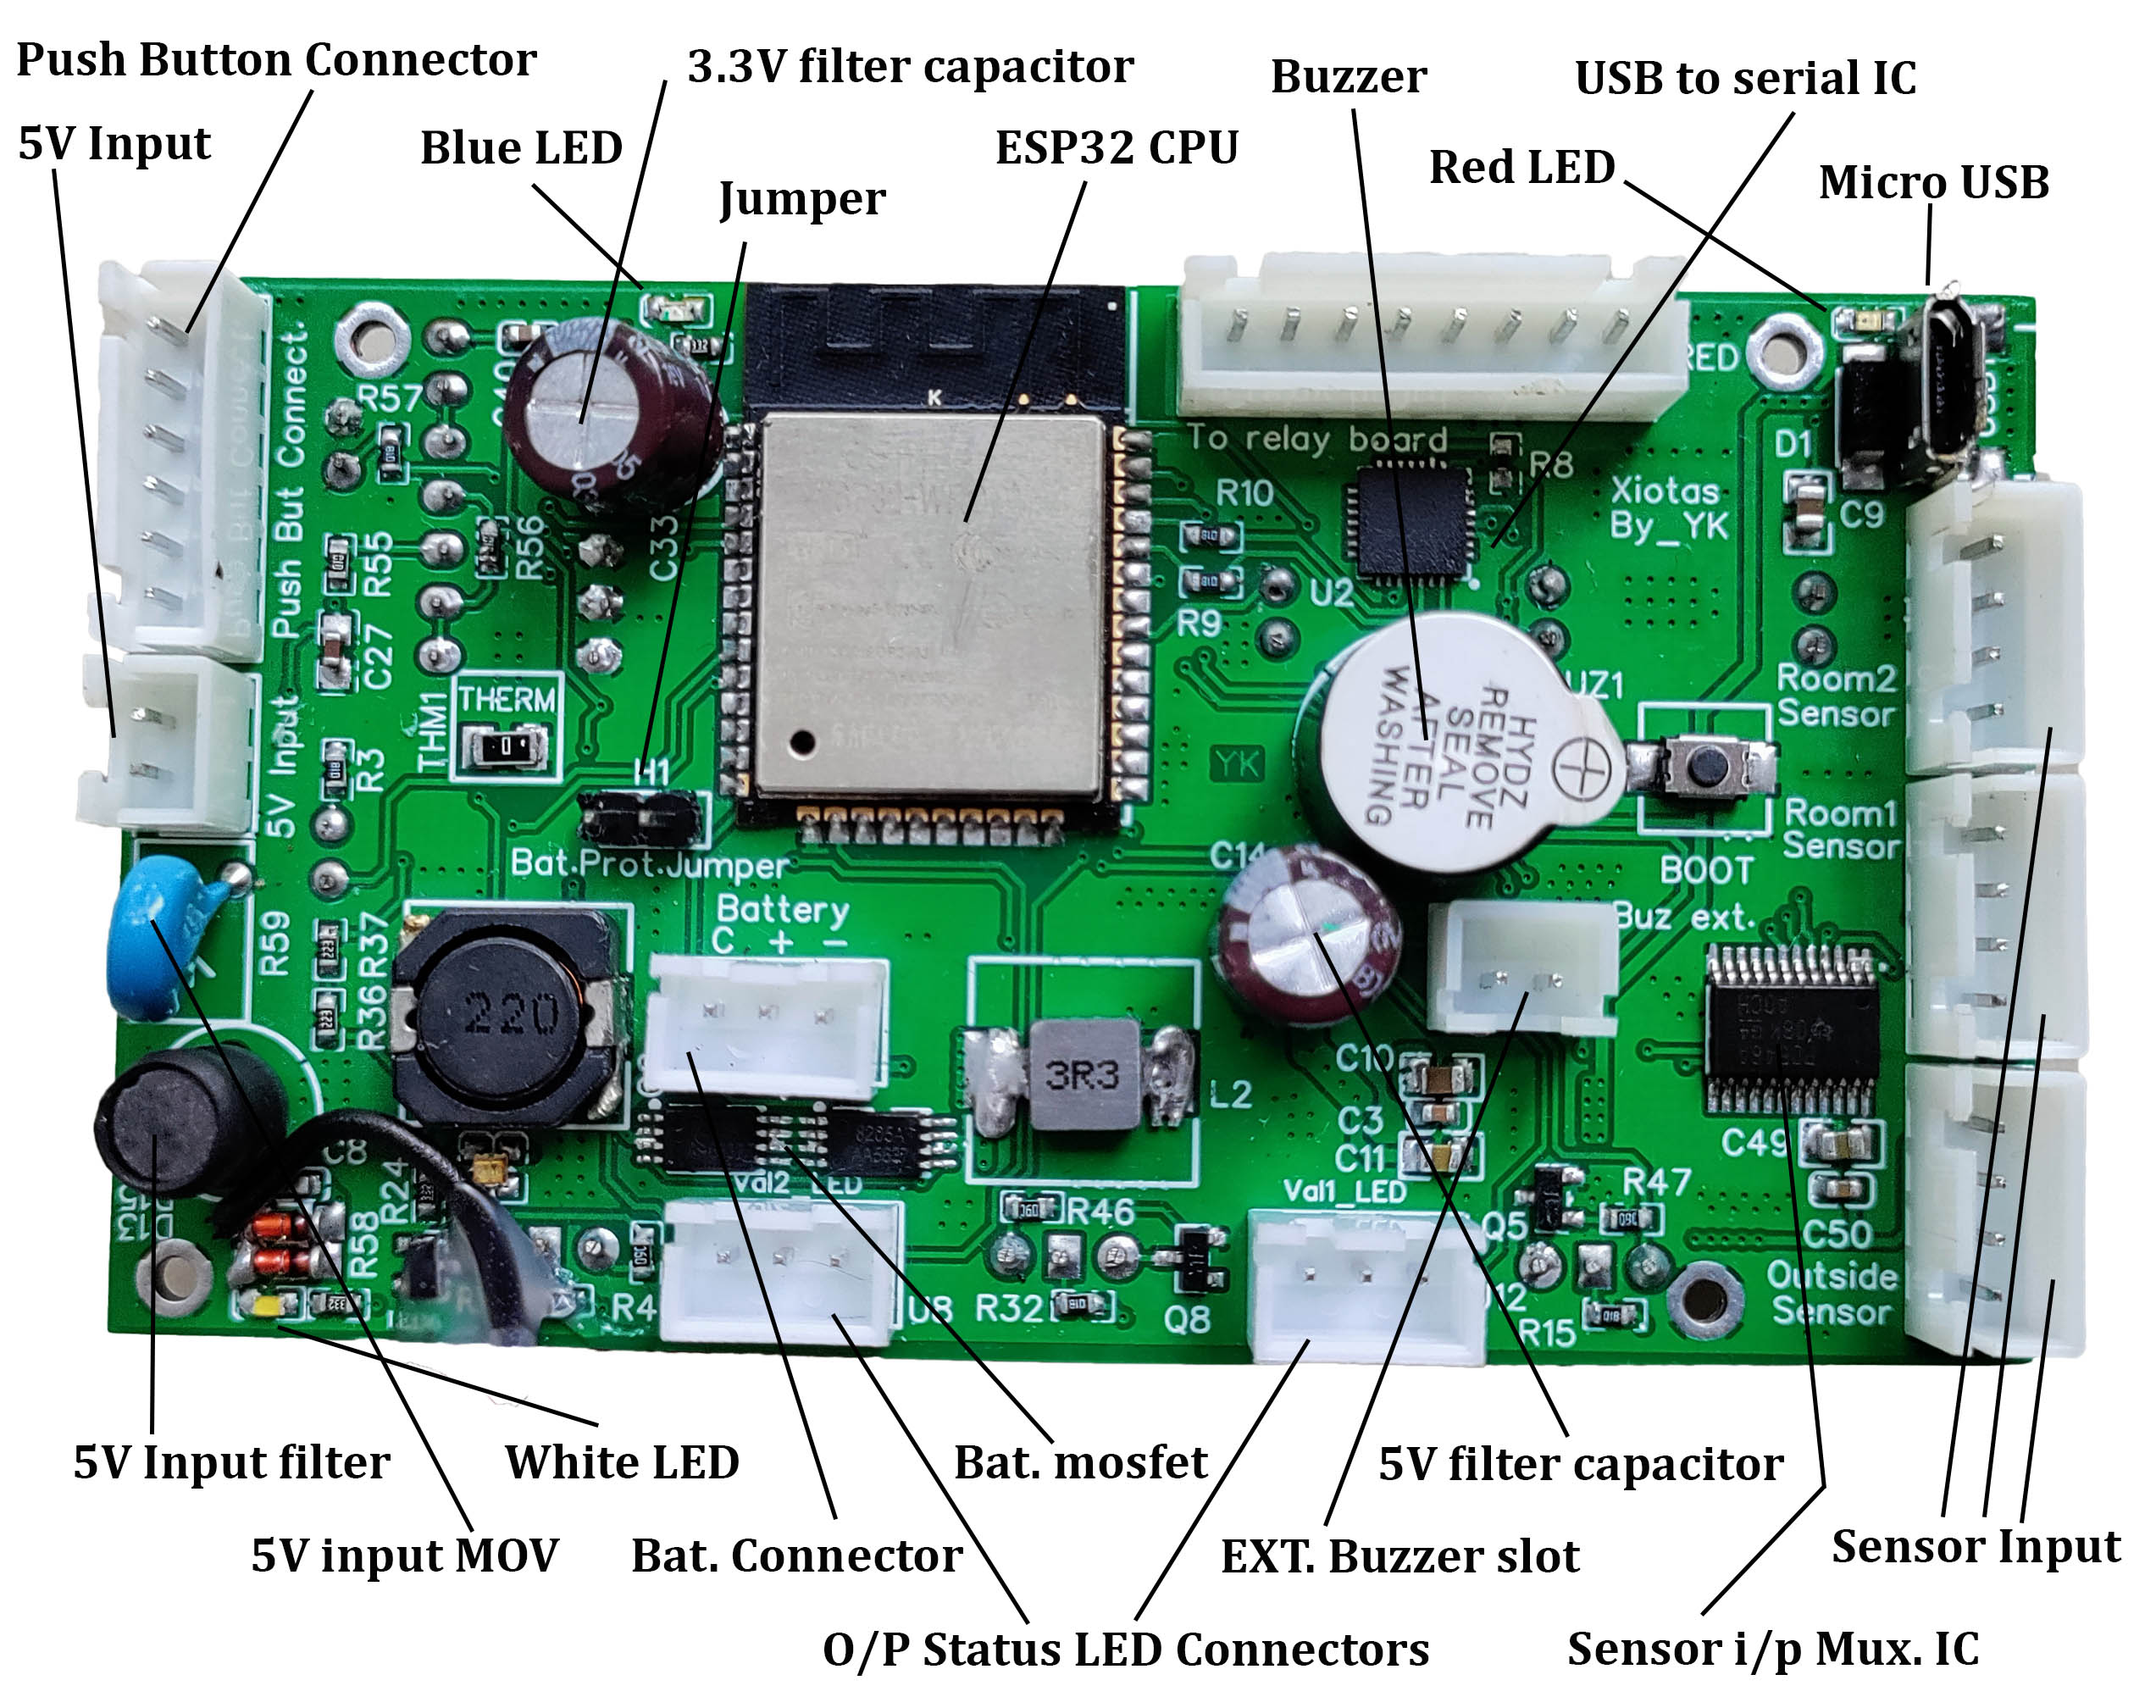 Push Button Connector
3.3V filter capacitor
Buzzer
USB to serial IC
5V Input
Blue LED
ESP32 CPU
Red LED
Jumper
Micro USB
RED
R57
To relay board
R8
D1
R10
Xiotas
By_YK
C9
Push But Connect.
R55
R56
C33
U2
R9
C27
THERM
THM1
Room2
Sensor
UZ1
HYDZ
REMOVE
SEAL
AFTER
WASHING
YK
5V Input
R3
H1
Bat.Prot.Jumper
Room1
Sensor
C14
BOOT
Battery
C + -
Buz ext.
R59
R37
R36
220
3R3
L2
C10
C3
C11
C49
Val2_LED
Val1_LED
R24
R58
R46
Q5
R47
C50
R4
U8
R32
Q8
R15
Outside
Sensor
5V Input filter
White LED
Bat. mosfet
5V filter capacitor
5V input MOV
Bat. Connector
EXT. Buzzer slot
Sensor Input
O/P Status LED Connectors
Sensor i/p Mux. IC